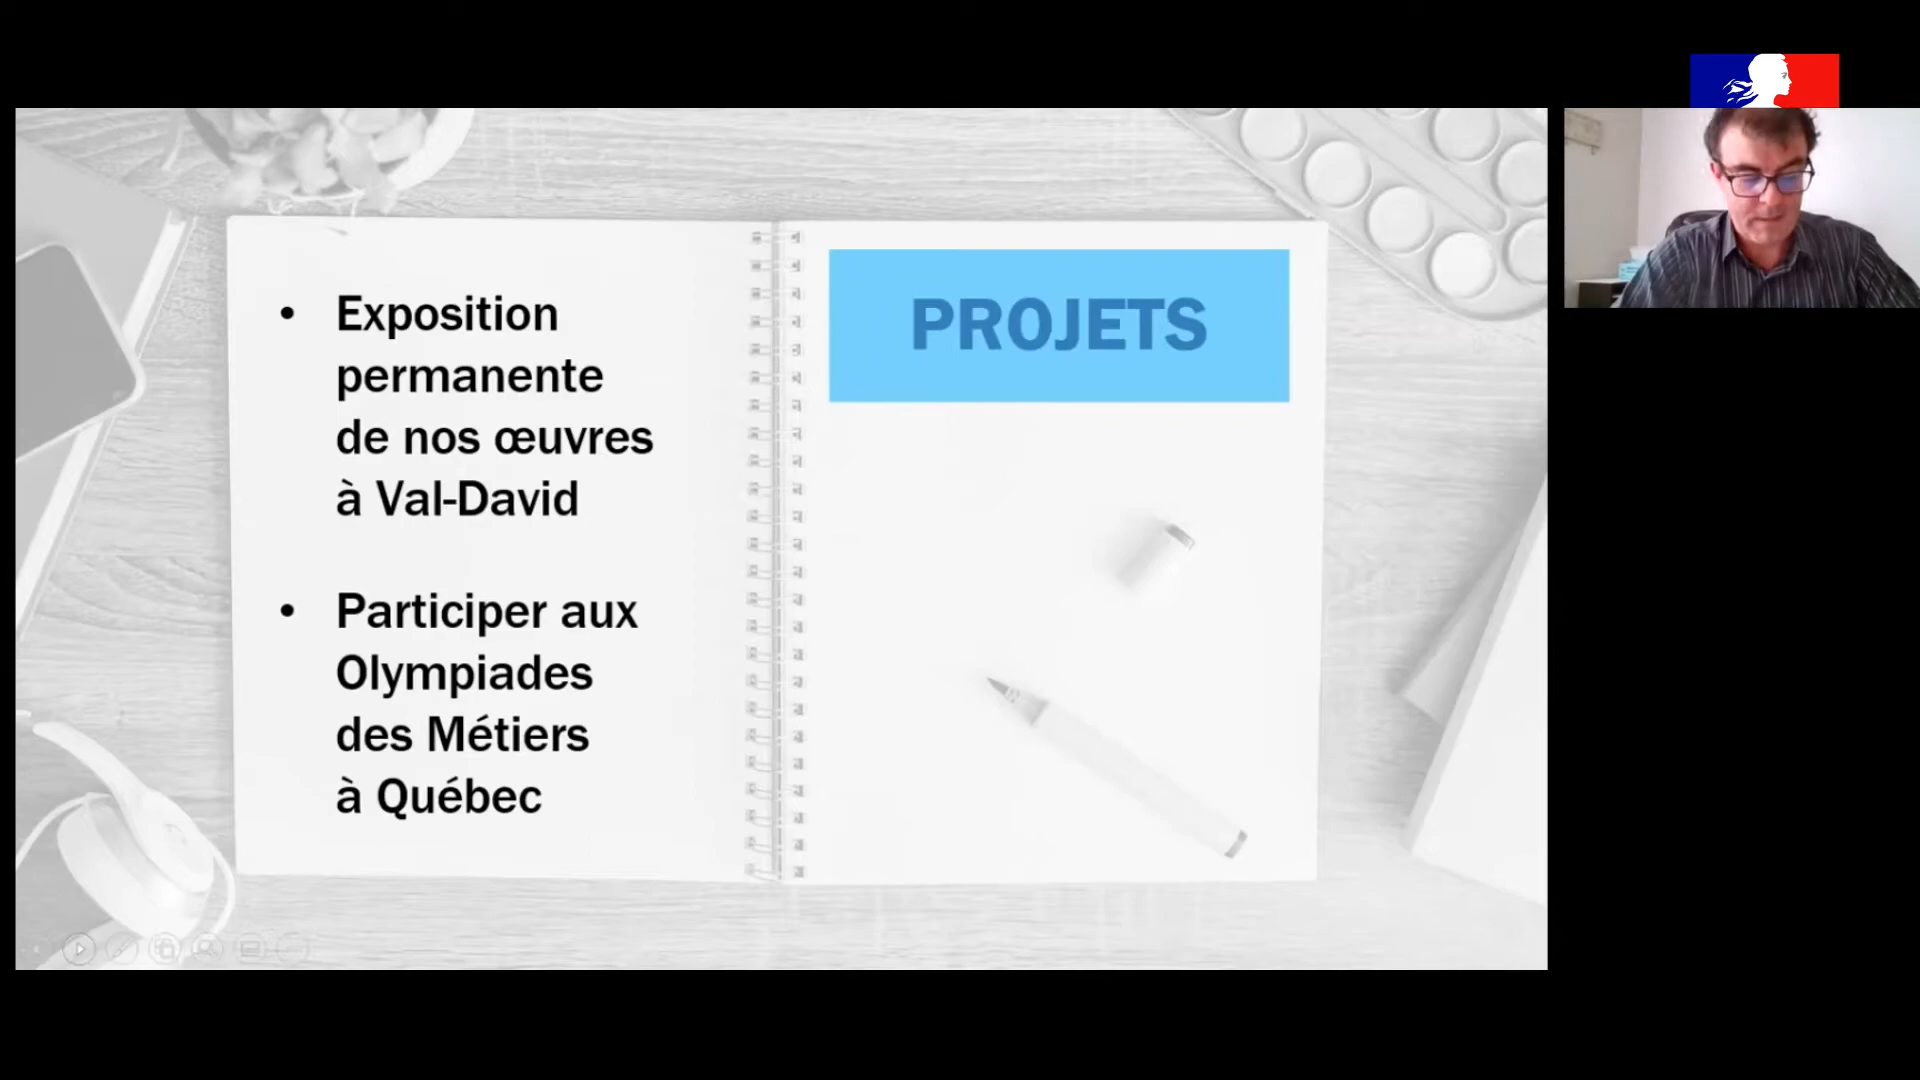 • Exposition
permanente
de nos œuvres
à Val-David
• Participer aux
Olympiades
des Métiers
à Québec
PROJETS